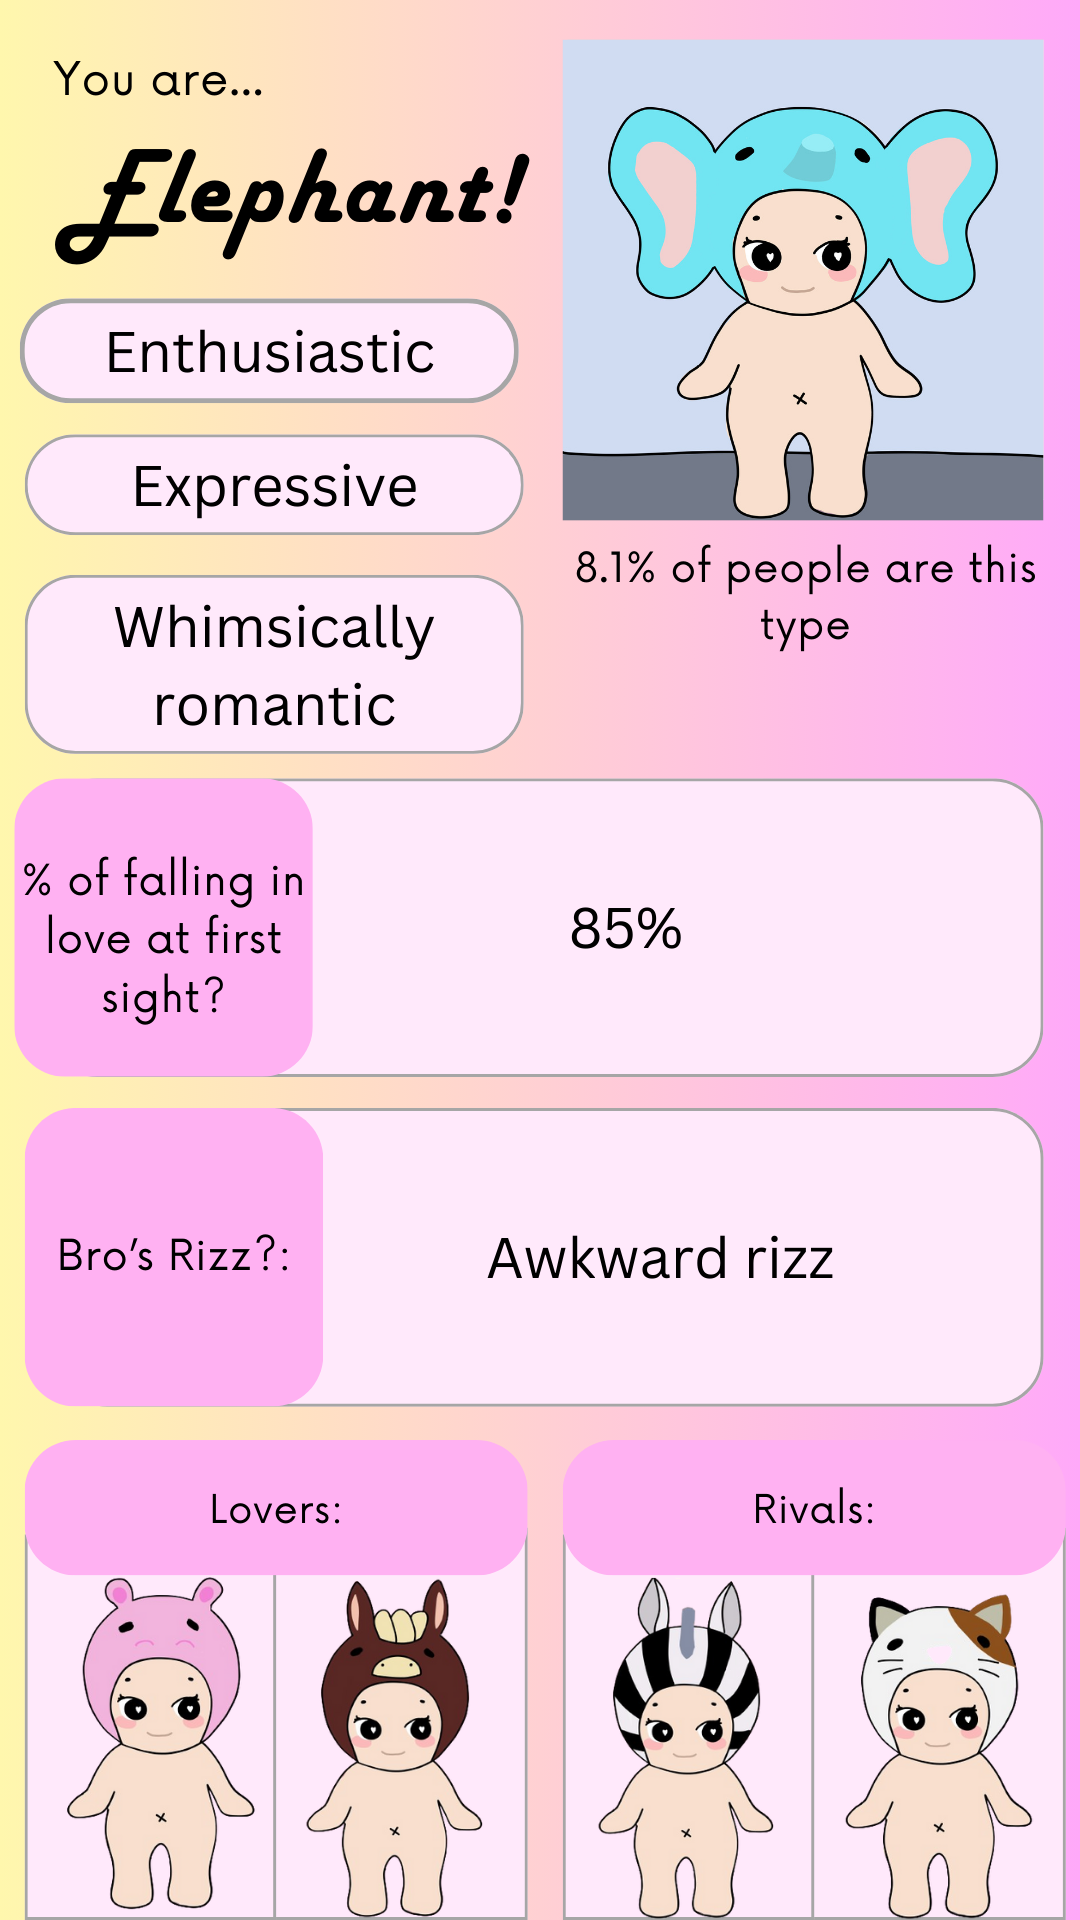 You are...
Elephant!
Enthusiastic
Expressive
Whimsically
romantic
8.1% of people are this
type
% of falling in
love at first
sight?
85%
Bro's Rizz?:
Awkward rizz
Lovers:
Rivals: